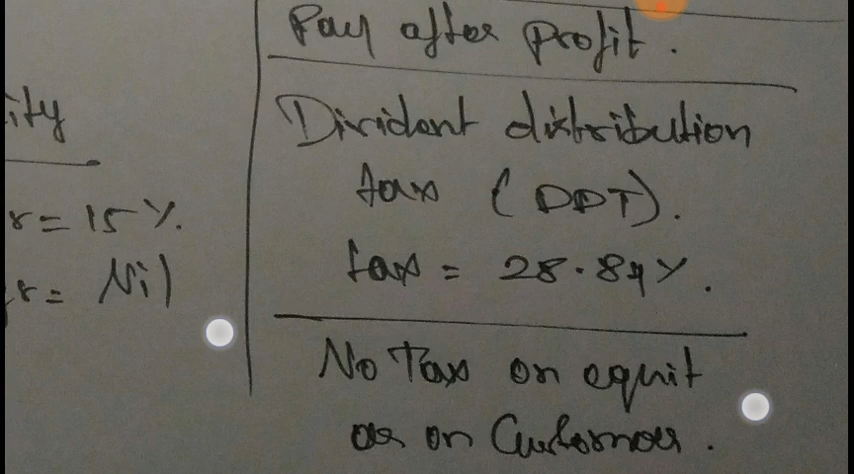 ity
r = 15 %.
r = Nil
Pay after Profit.
Dividant distribution
tax (DDT).
tax = 28.84%.
No Tax on equit
as on Customer.